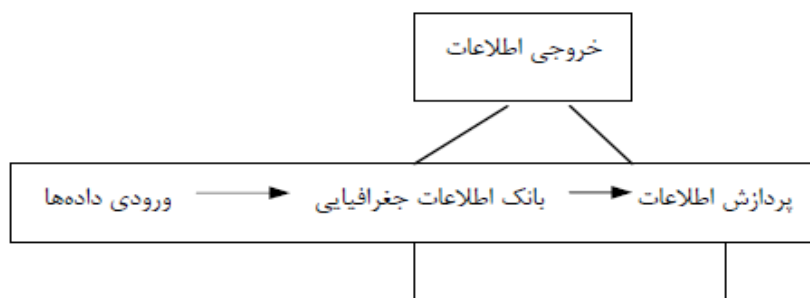 خروجی اطلاعات
ورودی داده‌ها
بانک اطلاعات جغرافیایی
پردازش اطلاعات